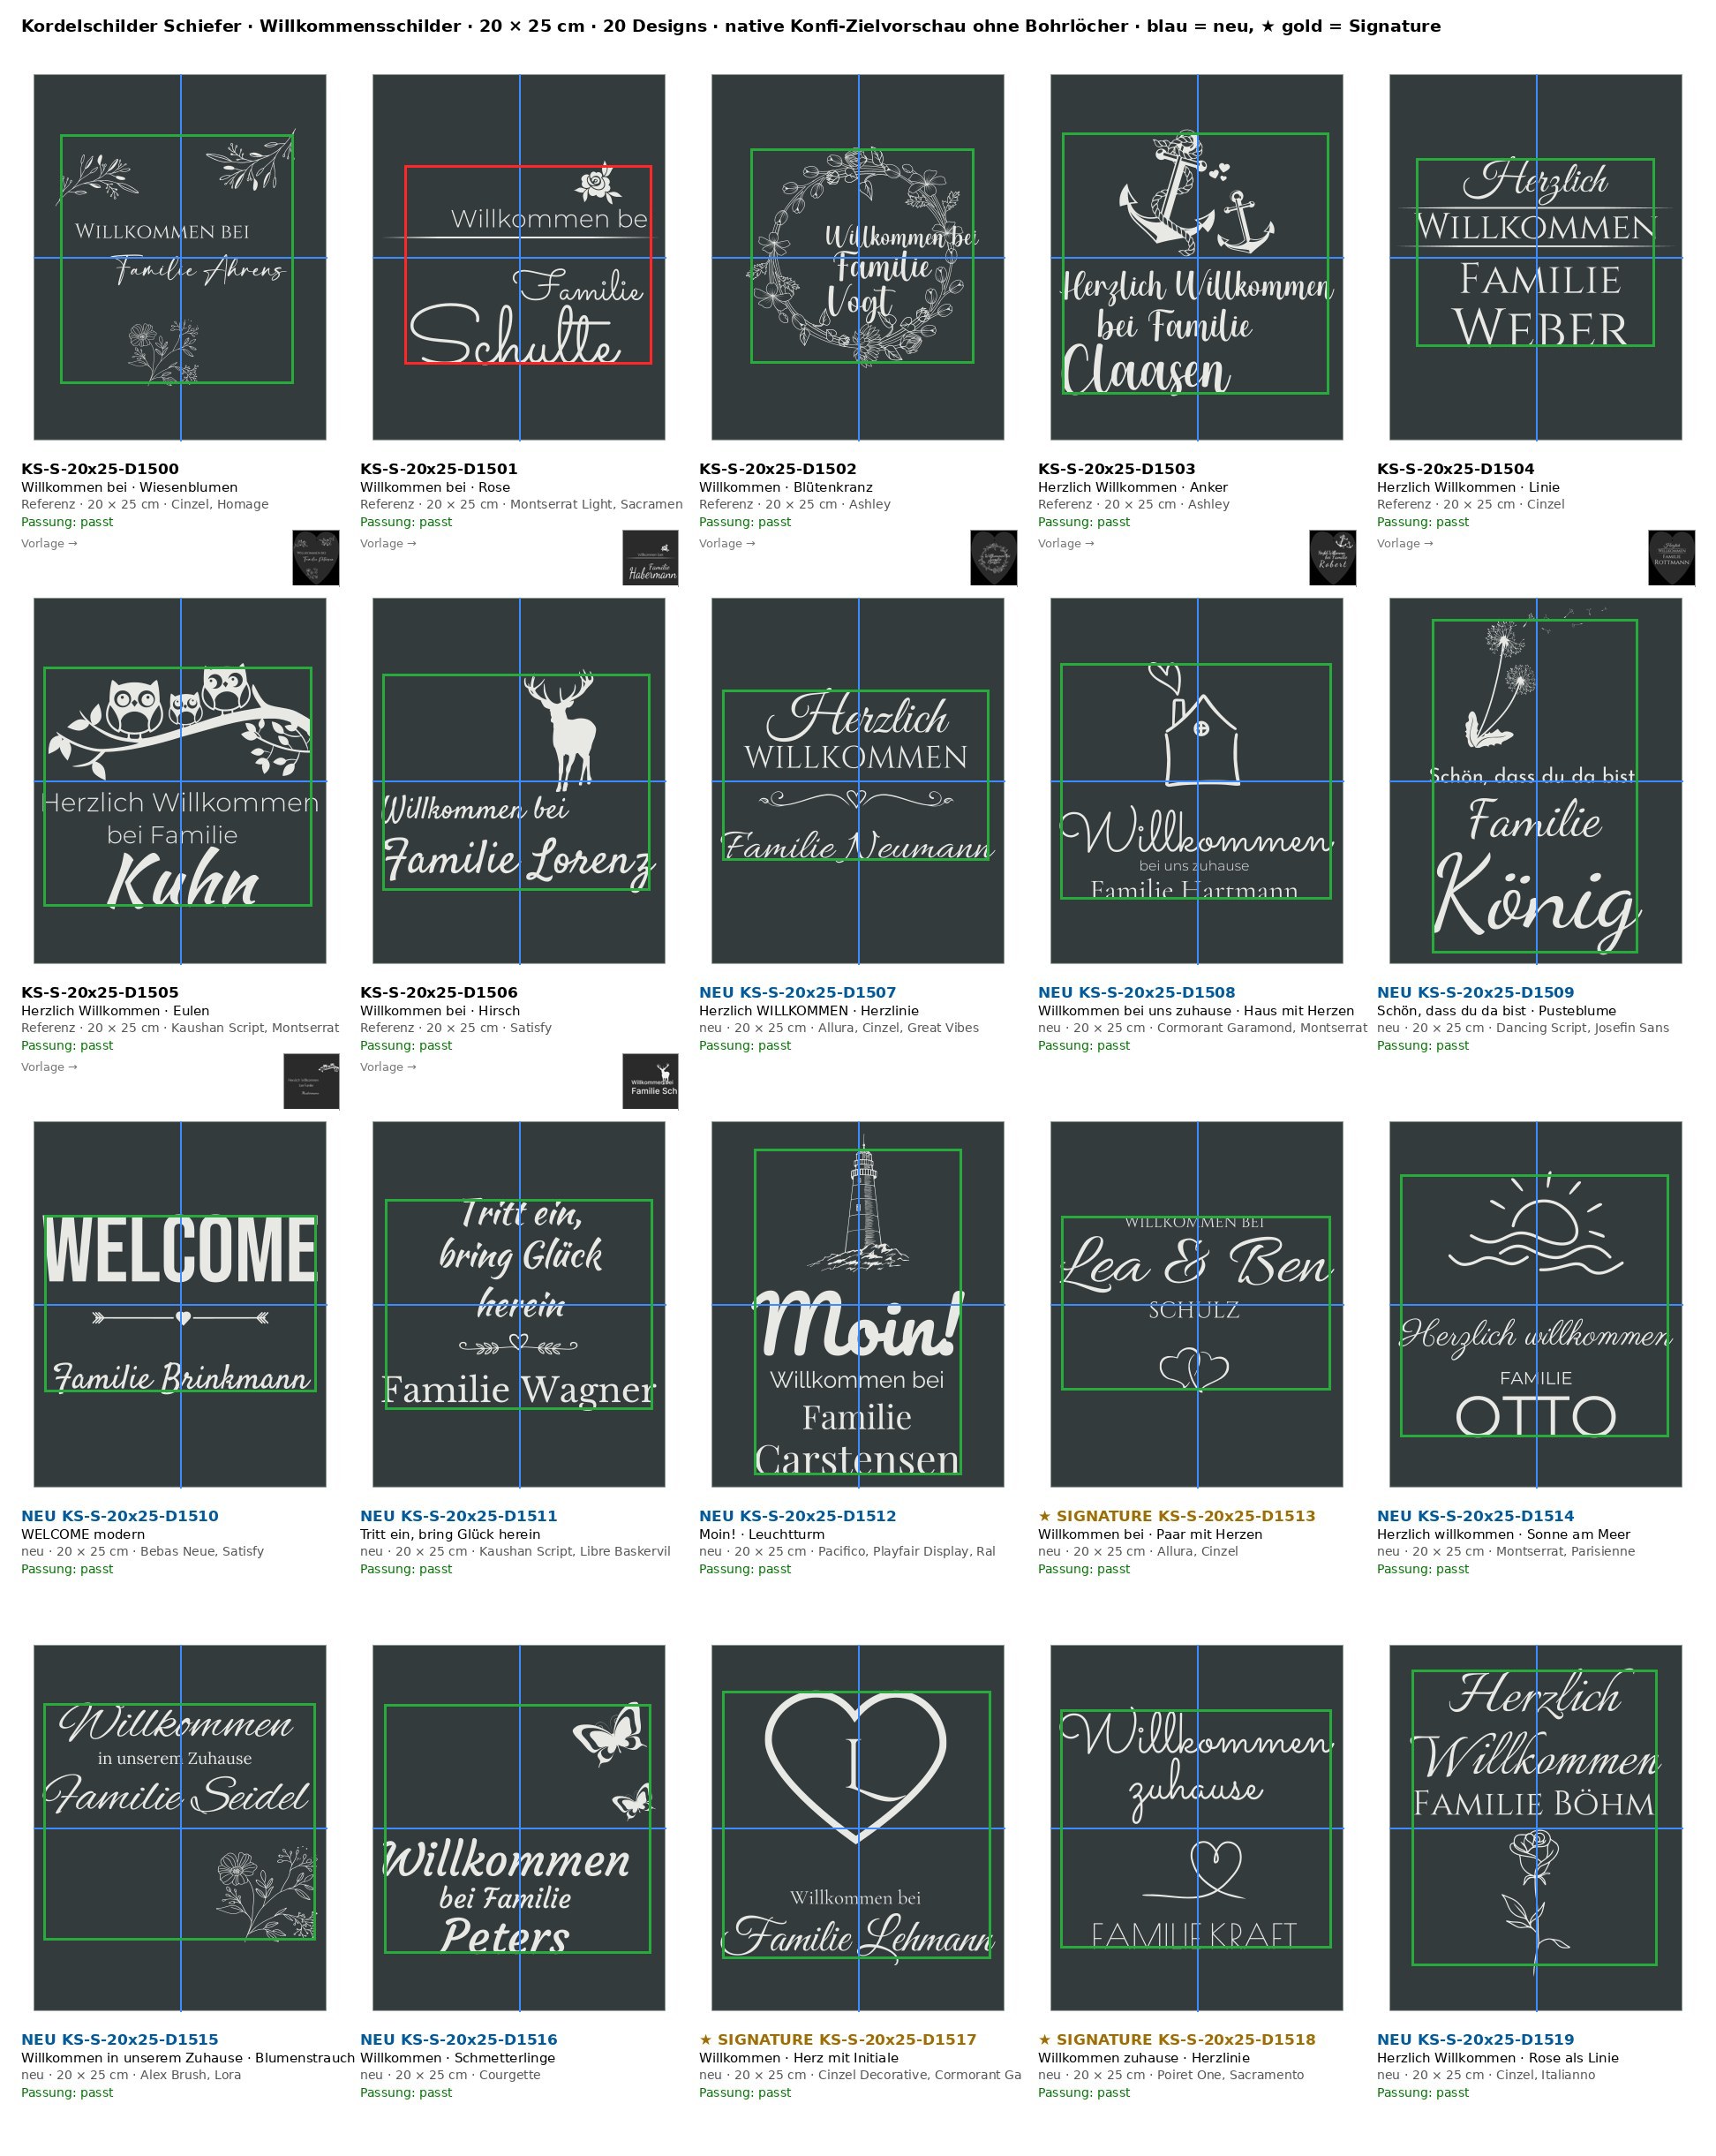 Kordelschilder Schiefer · Willkommensschilder · 20 × 25 cm · 20 Designs · native Konfi-Zielvorschau ohne Bohrlöcher · blau = neu, ★ gold = Signature
WILLKOMMEN BEI
Familie Ahrens
KS-S-20x25-D1500
Willkommen bei · Wiesenblumen
Referenz · 20 × 25 cm · Cinzel, Homage
Passung: passt
Vorlage →
Willkommen be
Familie
Schulte
KS-S-20x25-D1501
Willkommen bei · Rose
Referenz · 20 × 25 cm · Montserrat Light, Sacramen
Passung: passt
Vorlage →
Familie
Habermann
Willkommen bei
Familie
Vogt
KS-S-20x25-D1502
Willkommen · Blütenkranz
Referenz · 20 × 25 cm · Ashley
Passung: passt
Vorlage →
Herzlich Willkommen
bei Familie
Claasen
KS-S-20x25-D1503
Herzlich Willkommen · Anker
Referenz · 20 × 25 cm · Ashley
Passung: passt
Vorlage →
Robert
Herzlich
WILLKOMMEN
FAMILIE
WEBER
KS-S-20x25-D1504
Herzlich Willkommen · Linie
Referenz · 20 × 25 cm · Cinzel
Passung: passt
Vorlage →
ROTTMANN
Herzlich Willkommen
bei Familie
Kuhn
KS-S-20x25-D1505
Herzlich Willkommen · Eulen
Referenz · 20 × 25 cm · Kaushan Script, Montserrat
Passung: passt
Vorlage →
Willkommen bei
Familie Lorenz
KS-S-20x25-D1506
Willkommen bei · Hirsch
Referenz · 20 × 25 cm · Satisfy
Passung: passt
Vorlage →
Familie Sch
Herzlich
WILLKOMMEN
Familie Neumann
NEU KS-S-20x25-D1507
Herzlich WILLKOMMEN · Herzlinie
neu · 20 × 25 cm · Allura, Cinzel, Great Vibes
Passung: passt
Willkommen
bei uns zuhause
Familie Hartmann
NEU KS-S-20x25-D1508
Willkommen bei uns zuhause · Haus mit Herzen
neu · 20 × 25 cm · Cormorant Garamond, Montserrat
Passung: passt
Schön, dass du da bist
Familie
König
NEU KS-S-20x25-D1509
Schön, dass du da bist · Pusteblume
neu · 20 × 25 cm · Dancing Script, Josefin Sans
Passung: passt
WELCOME
Familie Brinkmann
NEU KS-S-20x25-D1510
WELCOME modern
neu · 20 × 25 cm · Bebas Neue, Satisfy
Passung: passt
Tritt ein,
bring Glück
herein
Familie Wagner
NEU KS-S-20x25-D1511
Tritt ein, bring Glück herein
neu · 20 × 25 cm · Kaushan Script, Libre Baskervil
Passung: passt
Moin!
Willkommen bei
Familie
Carstensen
NEU KS-S-20x25-D1512
Moin! · Leuchtturm
neu · 20 × 25 cm · Pacifico, Playfair Display, Ral
Passung: passt
WILLKOMMEN BEI
Lea & Ben
SCHULZ
★ SIGNATURE KS-S-20x25-D1513
Willkommen bei · Paar mit Herzen
neu · 20 × 25 cm · Allura, Cinzel
Passung: passt
Herzlich willkommen
FAMILIE
OTTO
NEU KS-S-20x25-D1514
Herzlich willkommen · Sonne am Meer
neu · 20 × 25 cm · Montserrat, Parisienne
Passung: passt
Willkommen
in unserem Zuhause
Familie Seidel
NEU KS-S-20x25-D1515
Willkommen in unserem Zuhause · Blumenstrauch
neu · 20 × 25 cm · Alex Brush, Lora
Passung: passt
Willkommen
bei Familie
Peters
NEU KS-S-20x25-D1516
Willkommen · Schmetterlinge
neu · 20 × 25 cm · Courgette
Passung: passt
L
Willkommen bei
Familie Lehmann
★ SIGNATURE KS-S-20x25-D1517
Willkommen · Herz mit Initiale
neu · 20 × 25 cm · Cinzel Decorative, Cormorant Ga
Passung: passt
Willkommen
zuhause
FAMILIE KRAFT
★ SIGNATURE KS-S-20x25-D1518
Willkommen zuhause · Herzlinie
neu · 20 × 25 cm · Poiret One, Sacramento
Passung: passt
Herzlich
Willkommen
FAMILIE BÖHM
NEU KS-S-20x25-D1519
Herzlich Willkommen · Rose als Linie
neu · 20 × 25 cm · Cinzel, Italianno
Passung: passt